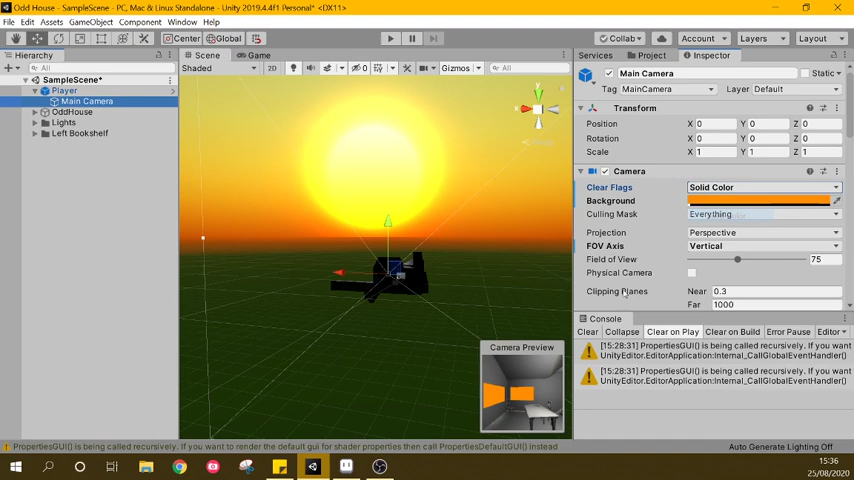 Odd House - SampleScene - PC, Mac & Linux Standalone - Unity 2019.4.4f1 Personal* <DX11>
File Edit Assets GameObject Component Window Help
Center Global Collab Account Layers Layout
Hierarchy Scene Game Services Project Inspector
All
Shaded 2D 0 Gizmos All
SampleScene*
Player
Main Camera
OddHouse
Lights
Left Bookshelf
y
x
Main Camera Static
Tag MainCamera Layer Default
Transform
Position X 0 Y 0 Z 0
Rotation X 0 Y 0 Z 0
Scale X 1 Y 1 Z 1
Camera
Clear Flags Solid Color
Background
Culling Mask Everything
Projection Perspective
FOV Axis Vertical
Field of View 75
Physical Camera
Clipping Planes Near 0.3
Far 1000
Camera Preview
Console
Clear Collapse Clear on Play Clear on Build Error Pause Editor
[15:28:31] PropertiesGUI() is being called recursively. If you want
UnityEditor.EditorApplication:Internal_CallGlobalEventHandler()
[15:28:31] PropertiesGUI() is being called recursively. If you want
UnityEditor.EditorApplication:Internal_CallGlobalEventHandler()
PropertiesGUI() is being called recursively. If you want to render the default gui for shader properties then call PropertiesDefaultGUI() instead
Auto Generate Lighting Off
15:36
25/08/2020